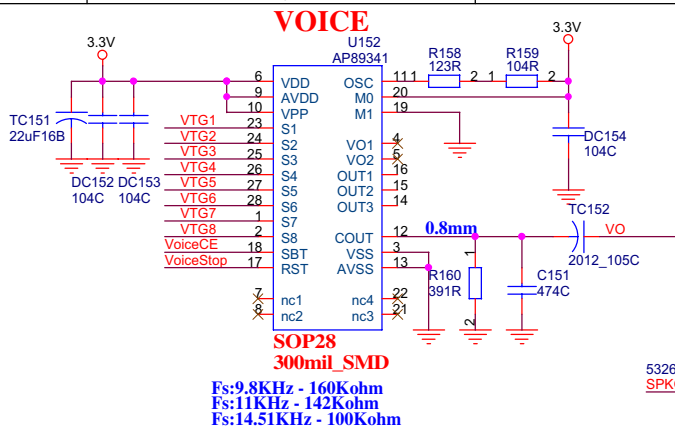 VOICE
3.3V
3.3V
U152
AP89341
R158
123R
R159
104R
6 VDD
OSC 11
1 2
1 2
9 AVDD
M0 20
10 VPP
M1 19
TC151
22uF16B
VTG1 23 S1
VTG2 24 S2
VO1 4
VTG3 25 S3
VO2 5
VTG4 26 S4
OUT1 16
VTG5 27 S5
OUT2 15
VTG6 28 S6
OUT3 14
VTG7 1 S7
VTG8 2 S8
COUT 12
VoiceCE 18 SBT
VSS 3
VoiceStop 17 RST
AVSS 13
DC152
104C
DC153
104C
DC154
104C
0.8mm
TC152
2012_105C
VO
R160
391R
1
2
C151
474C
7 nc1
nc4 22
8 nc2
nc3 21
SOP28
300mil_SMD
5326
Fs:9.8KHz - 160Kohm
Fs:11KHz - 142Kohm
Fs:14.51KHz - 100Kohm